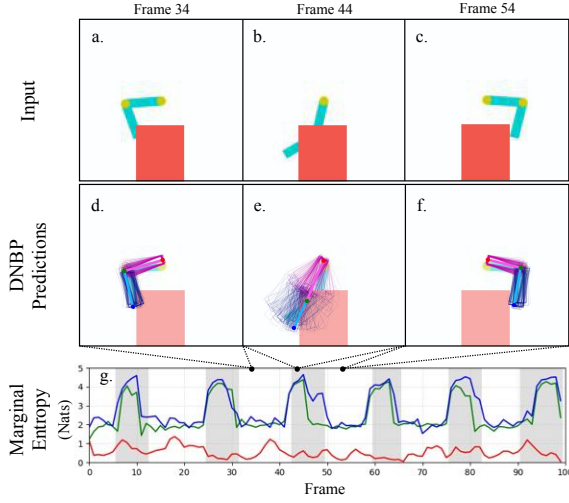 Frame 34 Frame 44 Frame 54
Input
a. b. c.
DNBP
Predictions
d. e. f.
Marginal
Entropy
(Nats)
g.
5
4
3
2
1
0
0 10 20 30 40 50 60 70 80 90 100
Frame